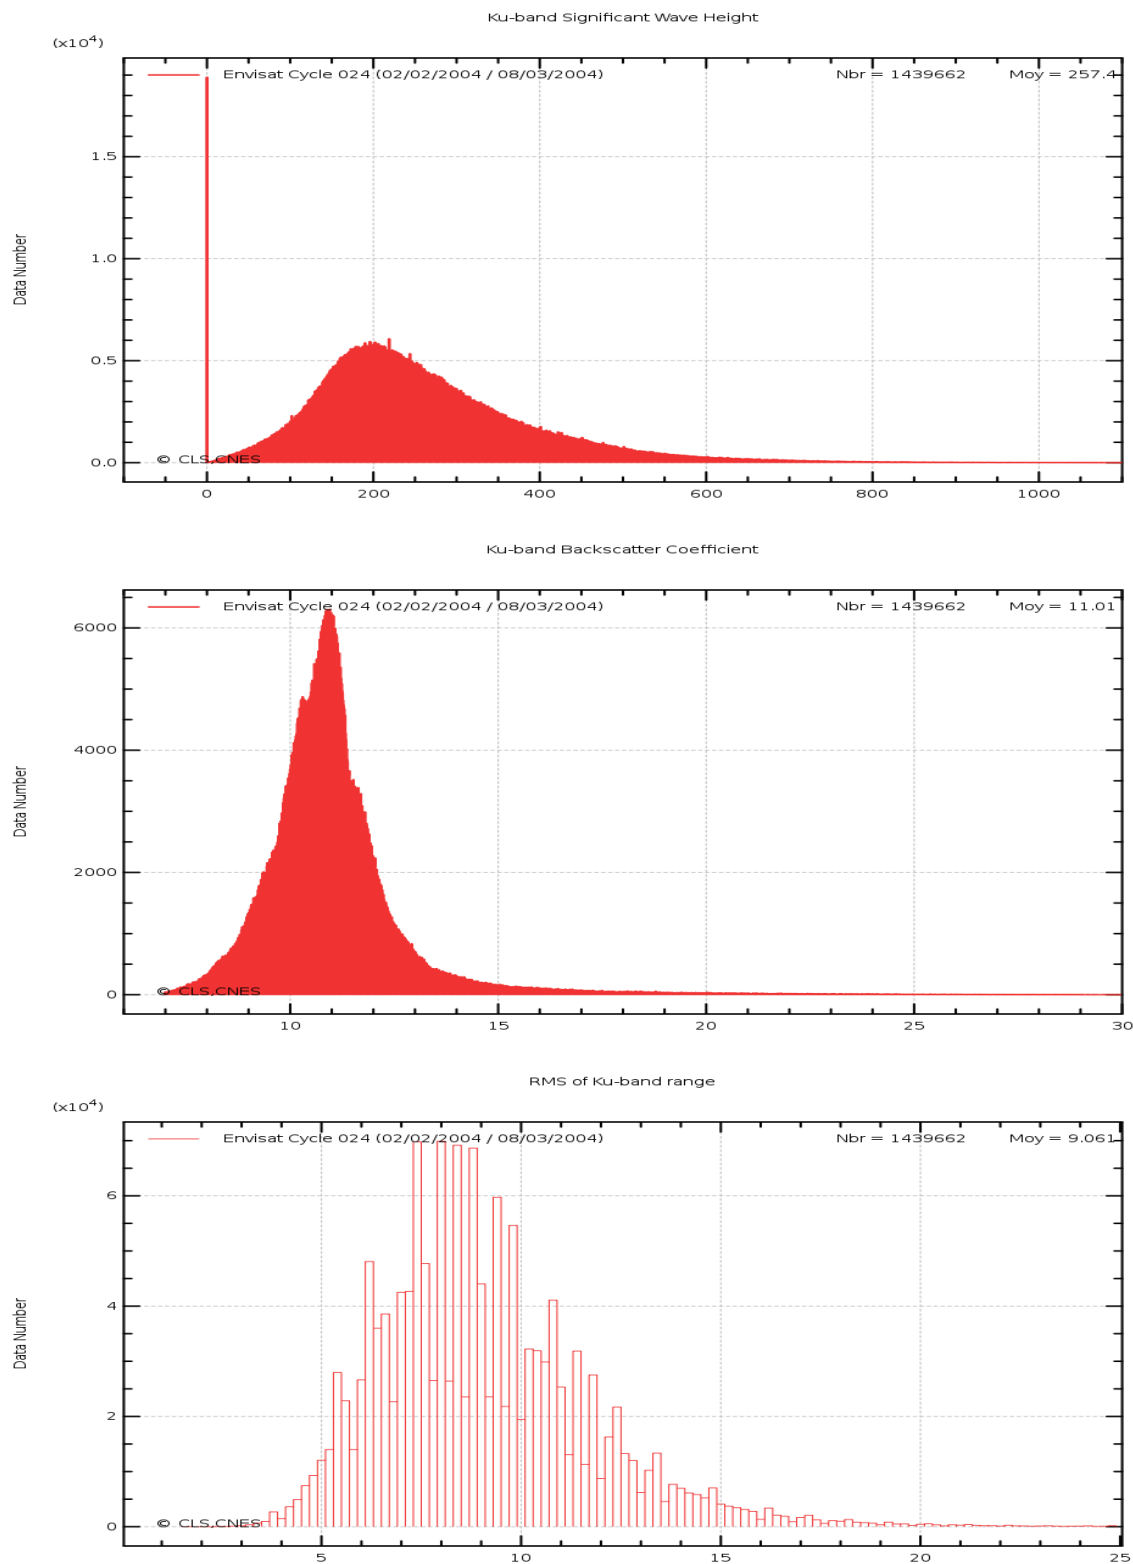 Ku-band Significant Wave Height
(x10⁴)
Envisat Cycle 024 (02/02/2004 / 08/03/2004) Nbr = 1439662 Moy = 257.4
1.5
1.0
0.5
0.0
Data Number
© CLS,CNES
0 200 400 600 800 1000
Ku-band Backscatter Coefficient
Envisat Cycle 024 (02/02/2004 / 08/03/2004) Nbr = 1439662 Moy = 11.01
6000
4000
2000
0
Data Number
© CLS,CNES
10 15 20 25 30
RMS of Ku-band range
(x10⁴)
Envisat Cycle 024 (02/02/2004 / 08/03/2004) Nbr = 1439662 Moy = 9.061
6
4
2
0
Data Number
© CLS,CNES
5 10 15 20 25